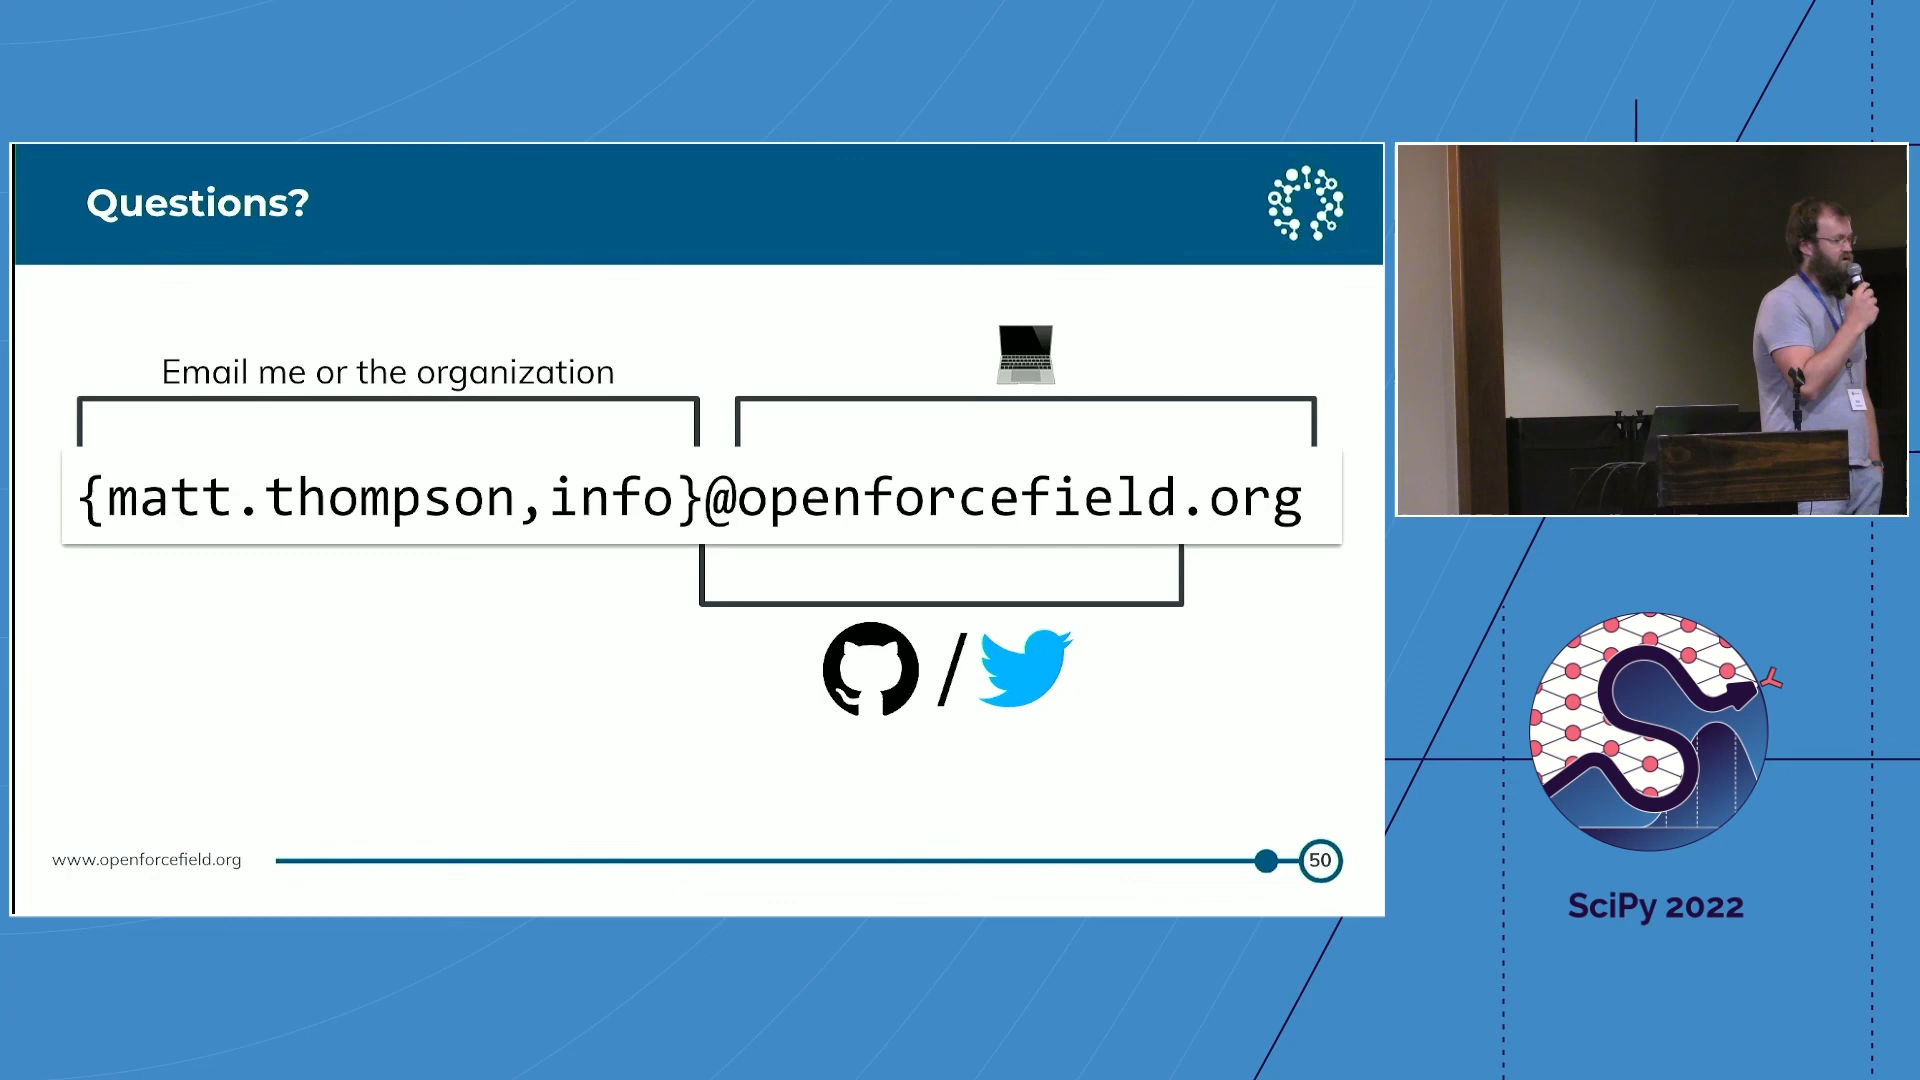 Questions?
Email me or the organization
{matt.thompson,info}@openforcefield.org
/
www.openforcefield.org
50
SciPy 2022